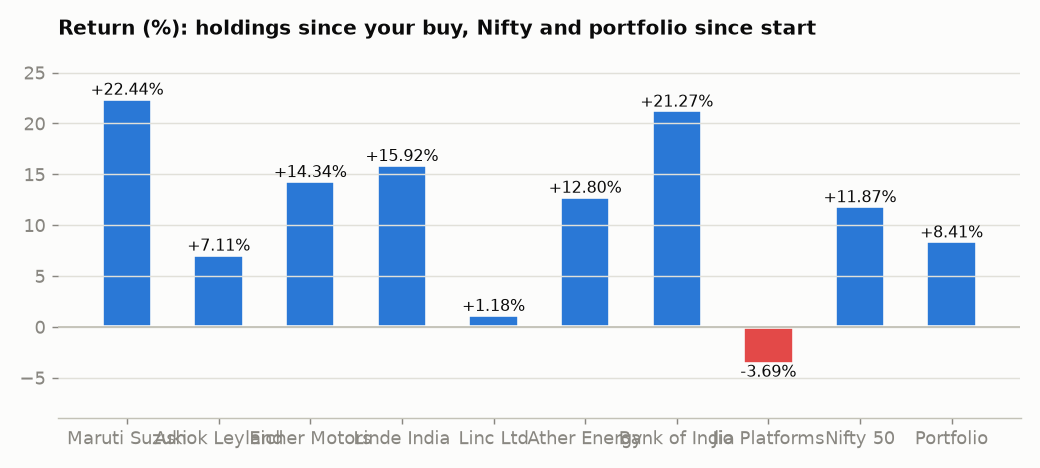 Return (%): holdings since your buy, Nifty and portfolio since start
25
20
15
10
5
0
−5
+22.44%
+7.11%
+14.34%
+15.92%
+1.18%
+12.80%
+21.27%
-3.69%
+11.87%
+8.41%
Maruti Suzuki
Ashok Leyland
Eicher Motors
Linde India
Linc Ltd
Ather Energy
Bank of India
Jio Platforms
Nifty 50
Portfolio